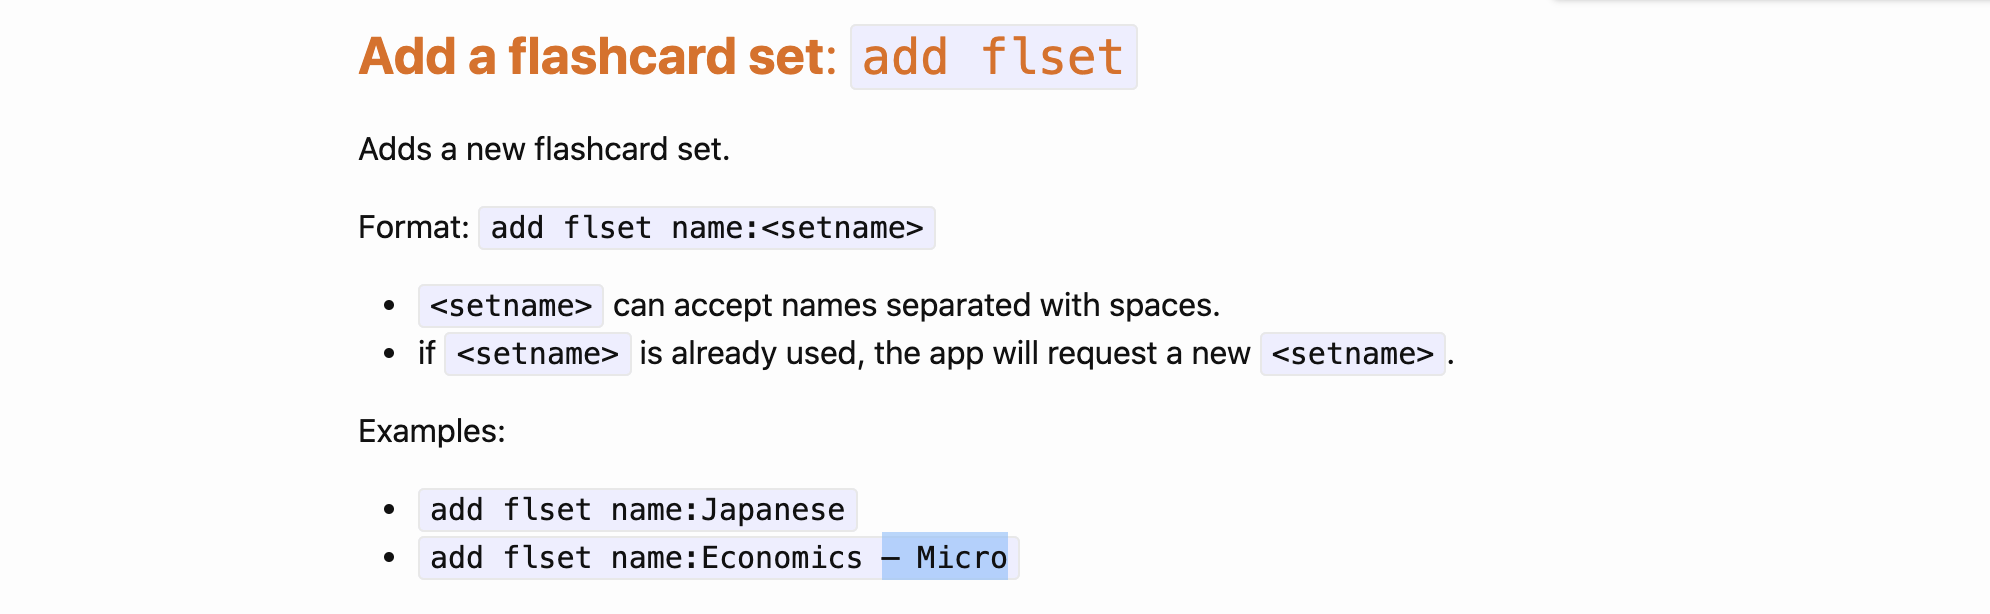 Add a flashcard set: add flset
Adds a new flashcard set.
Format: add flset name:<setname>
• <setname> can accept names separated with spaces.
• if <setname> is already used, the app will request a new <setname>.
Examples:
• add flset name:Japanese
• add flset name:Economics – Micro